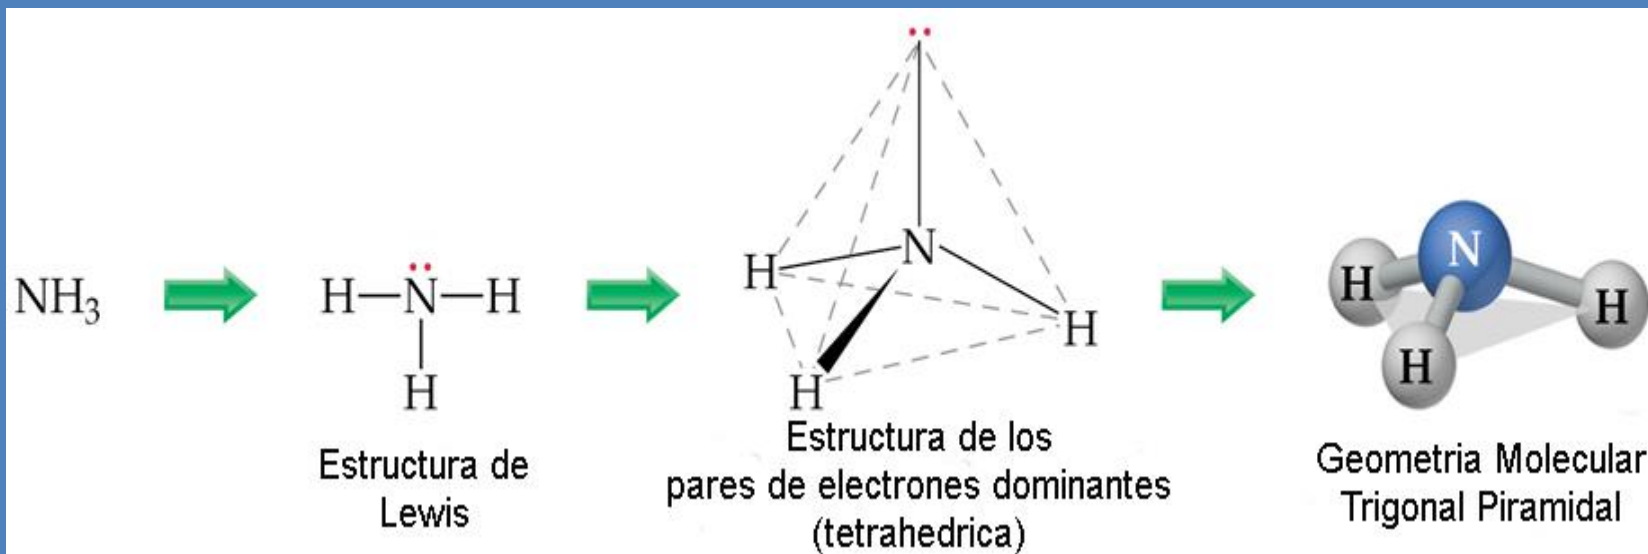 NH₃
H—N̈—H
H
Estructura de
Lewis
N
H
H
H
Estructura de los
pares de electrones dominantes
(tetrahedrica)
N
H
H
H
Geometria Molecular
Trigonal Piramidal